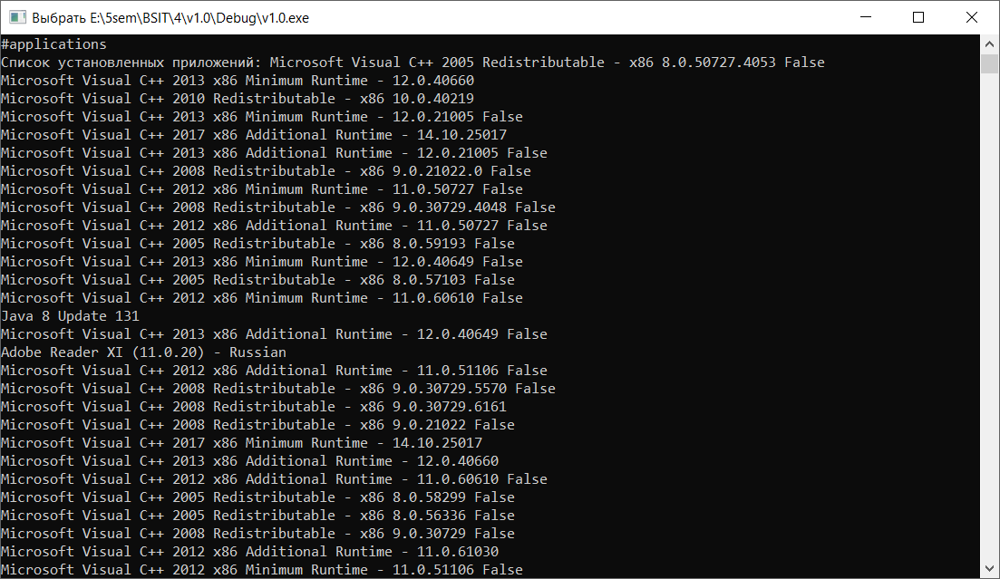 Выбрать E:\5sem\BSIT\4\v1.0\Debug\v1.0.exe
#applications
Список установленных приложений: Microsoft Visual C++ 2005 Redistributable - x86 8.0.50727.4053 False
Microsoft Visual C++ 2013 x86 Minimum Runtime - 12.0.40660
Microsoft Visual C++ 2010 Redistributable - x86 10.0.40219
Microsoft Visual C++ 2013 x86 Minimum Runtime - 12.0.21005 False
Microsoft Visual C++ 2017 x86 Additional Runtime - 14.10.25017
Microsoft Visual C++ 2013 x86 Additional Runtime - 12.0.21005 False
Microsoft Visual C++ 2008 Redistributable - x86 9.0.21022.0 False
Microsoft Visual C++ 2012 x86 Minimum Runtime - 11.0.50727 False
Microsoft Visual C++ 2008 Redistributable - x86 9.0.30729.4048 False
Microsoft Visual C++ 2012 x86 Additional Runtime - 11.0.50727 False
Microsoft Visual C++ 2005 Redistributable - x86 8.0.59193 False
Microsoft Visual C++ 2013 x86 Minimum Runtime - 12.0.40649 False
Microsoft Visual C++ 2005 Redistributable - x86 8.0.57103 False
Microsoft Visual C++ 2012 x86 Minimum Runtime - 11.0.60610 False
Java 8 Update 131
Microsoft Visual C++ 2013 x86 Additional Runtime - 12.0.40649 False
Adobe Reader XI (11.0.20) - Russian
Microsoft Visual C++ 2012 x86 Additional Runtime - 11.0.51106 False
Microsoft Visual C++ 2008 Redistributable - x86 9.0.30729.5570 False
Microsoft Visual C++ 2008 Redistributable - x86 9.0.30729.6161
Microsoft Visual C++ 2008 Redistributable - x86 9.0.21022 False
Microsoft Visual C++ 2017 x86 Minimum Runtime - 14.10.25017
Microsoft Visual C++ 2013 x86 Additional Runtime - 12.0.40660
Microsoft Visual C++ 2012 x86 Additional Runtime - 11.0.60610 False
Microsoft Visual C++ 2005 Redistributable - x86 8.0.58299 False
Microsoft Visual C++ 2005 Redistributable - x86 8.0.56336 False
Microsoft Visual C++ 2008 Redistributable - x86 9.0.30729 False
Microsoft Visual C++ 2012 x86 Additional Runtime - 11.0.61030
Microsoft Visual C++ 2012 x86 Minimum Runtime - 11.0.51106 False